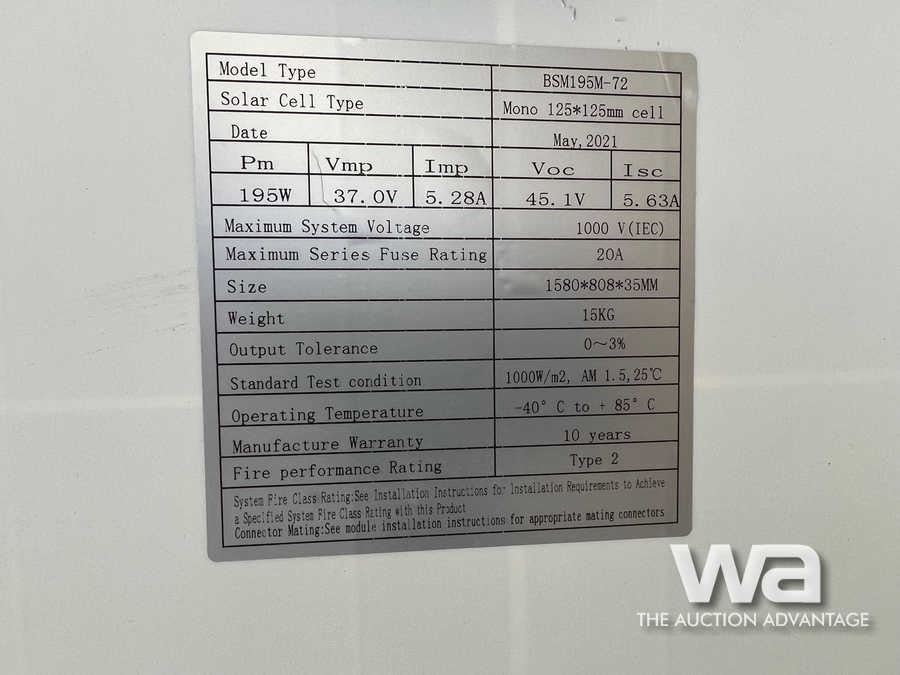 Model Type BSM195M-72
Solar Cell Type Mono 125*125mm cell
Date May,2021
Pm Vmp Imp Voc Isc
195W 37.0V 5.28A 45.1V 5.63A
Maximum System Voltage 1000 V(IEC)
Maximum Series Fuse Rating 20A
Size 1580*808*35MM
Weight 15KG
Output Tolerance 0~3%
Standard Test condition 1000W/m2, AM 1.5,25℃
Operating Temperature -40° C to + 85° C
Manufacture Warranty 10 years
Fire performance Rating Type 2
System Fire Class Rating:See Installation Instructions for Installation Requirements to Achieve
a Specified System Fire Class Rating with this Product
Connector Mating:See module installation instructions for appropriate mating connectors
wa
THE AUCTION ADVANTAGE